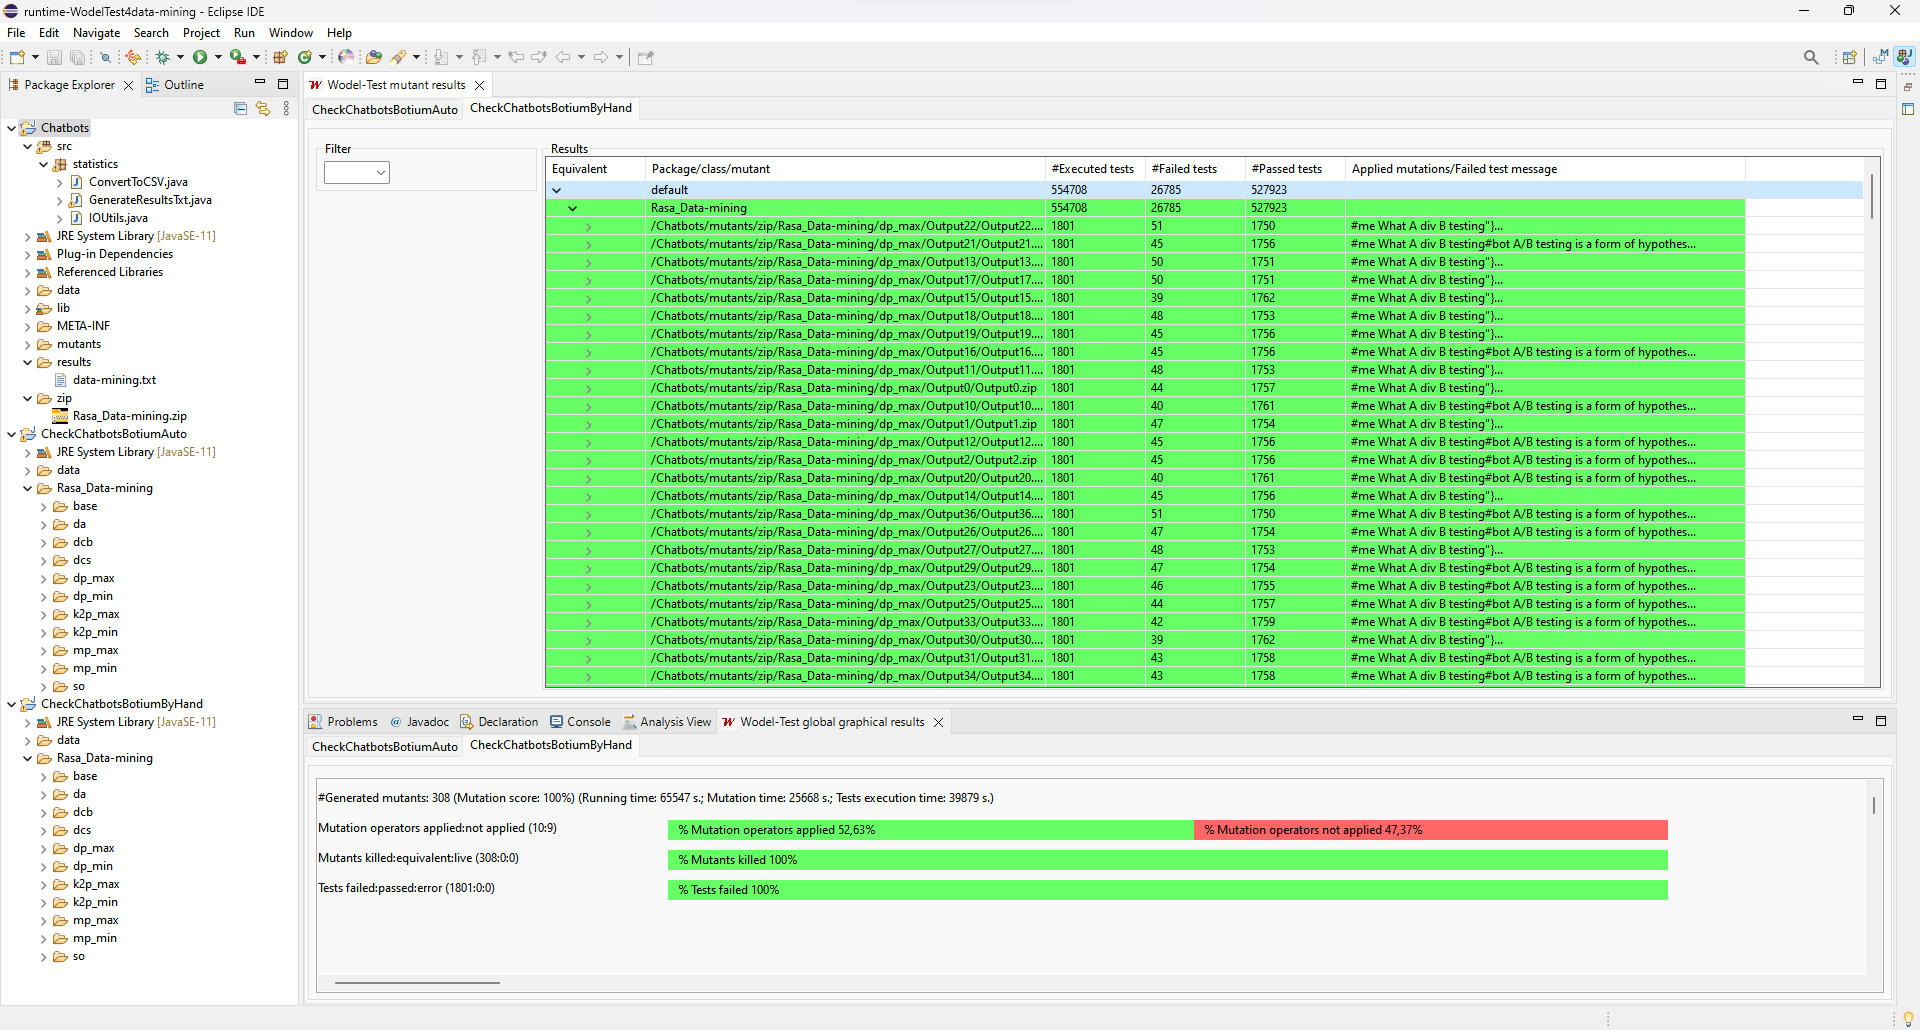 runtime-WodelTest4data-mining - Eclipse IDE
File Edit Navigate Search Project Run Window Help
Package Explorer Outline
Chatbots
src
statistics
ConvertToCSV.java
GenerateResultsTxt.java
IOUtils.java
JRE System Library [JavaSE-11]
Plug-in Dependencies
Referenced Libraries
data
lib
META-INF
mutants
results
data-mining.txt
zip
Rasa_Data-mining.zip
CheckChatbotsBotiumAuto
JRE System Library [JavaSE-11]
data
Rasa_Data-mining
base
da
dcb
dcs
dp_max
dp_min
k2p_max
k2p_min
mp_max
mp_min
so
CheckChatbotsBotiumByHand
JRE System Library [JavaSE-11]
data
Rasa_Data-mining
base
da
dcb
dcs
dp_max
dp_min
k2p_max
k2p_min
mp_max
mp_min
so
Wodel-Test mutant results
CheckChatbotsBotiumAuto CheckChatbotsBotiumByHand
Filter
Results
Equivalent Package/class/mutant #Executed tests #Failed tests #Passed tests Applied mutations/Failed test message
default 554708 26785 527923
Rasa_Data-mining 554708 26785 527923
/Chatbots/mutants/zip/Rasa_Data-mining/dp_max/Output22/Output22.... 1801 51 1750 #me What A div B testing"}...
/Chatbots/mutants/zip/Rasa_Data-mining/dp_max/Output21/Output21.... 1801 45 1756 #me What A div B testing#bot A/B testing is a form of hypothes...
/Chatbots/mutants/zip/Rasa_Data-mining/dp_max/Output13/Output13.... 1801 50 1751 #me What A div B testing"}...
/Chatbots/mutants/zip/Rasa_Data-mining/dp_max/Output17/Output17.... 1801 50 1751 #me What A div B testing"}...
/Chatbots/mutants/zip/Rasa_Data-mining/dp_max/Output15/Output15.... 1801 39 1762 #me What A div B testing"}...
/Chatbots/mutants/zip/Rasa_Data-mining/dp_max/Output18/Output18.... 1801 48 1753 #me What A div B testing"}...
/Chatbots/mutants/zip/Rasa_Data-mining/dp_max/Output19/Output19.... 1801 45 1756 #me What A div B testing"}...
/Chatbots/mutants/zip/Rasa_Data-mining/dp_max/Output16/Output16.... 1801 45 1756 #me What A div B testing#bot A/B testing is a form of hypothes...
/Chatbots/mutants/zip/Rasa_Data-mining/dp_max/Output11/Output11.... 1801 48 1753 #me What A div B testing"}...
/Chatbots/mutants/zip/Rasa_Data-mining/dp_max/Output0/Output0.zip 1801 44 1757 #me What A div B testing"}...
/Chatbots/mutants/zip/Rasa_Data-mining/dp_max/Output10/Output10.... 1801 40 1761 #me What A div B testing#bot A/B testing is a form of hypothes...
/Chatbots/mutants/zip/Rasa_Data-mining/dp_max/Output1/Output1.zip 1801 47 1754 #me What A div B testing"}...
/Chatbots/mutants/zip/Rasa_Data-mining/dp_max/Output12/Output12.... 1801 45 1756 #me What A div B testing#bot A/B testing is a form of hypothes...
/Chatbots/mutants/zip/Rasa_Data-mining/dp_max/Output2/Output2.zip 1801 45 1756 #me What A div B testing#bot A/B testing is a form of hypothes...
/Chatbots/mutants/zip/Rasa_Data-mining/dp_max/Output20/Output20.... 1801 40 1761 #me What A div B testing#bot A/B testing is a form of hypothes...
/Chatbots/mutants/zip/Rasa_Data-mining/dp_max/Output14/Output14.... 1801 45 1756 #me What A div B testing"}...
/Chatbots/mutants/zip/Rasa_Data-mining/dp_max/Output36/Output36.... 1801 51 1750 #me What A div B testing#bot A/B testing is a form of hypothes...
/Chatbots/mutants/zip/Rasa_Data-mining/dp_max/Output26/Output26.... 1801 47 1754 #me What A div B testing#bot A/B testing is a form of hypothes...
/Chatbots/mutants/zip/Rasa_Data-mining/dp_max/Output27/Output27.... 1801 48 1753 #me What A div B testing"}...
/Chatbots/mutants/zip/Rasa_Data-mining/dp_max/Output29/Output29.... 1801 47 1754 #me What A div B testing#bot A/B testing is a form of hypothes...
/Chatbots/mutants/zip/Rasa_Data-mining/dp_max/Output23/Output23.... 1801 46 1755 #me What A div B testing#bot A/B testing is a form of hypothes...
/Chatbots/mutants/zip/Rasa_Data-mining/dp_max/Output25/Output25.... 1801 44 1757 #me What A div B testing#bot A/B testing is a form of hypothes...
/Chatbots/mutants/zip/Rasa_Data-mining/dp_max/Output33/Output33.... 1801 42 1759 #me What A div B testing#bot A/B testing is a form of hypothes...
/Chatbots/mutants/zip/Rasa_Data-mining/dp_max/Output30/Output30.... 1801 39 1762 #me What A div B testing"}...
/Chatbots/mutants/zip/Rasa_Data-mining/dp_max/Output31/Output31.... 1801 43 1758 #me What A div B testing#bot A/B testing is a form of hypothes...
/Chatbots/mutants/zip/Rasa_Data-mining/dp_max/Output34/Output34.... 1801 43 1758 #me What A div B testing#bot A/B testing is a form of hypothes...
Problems Javadoc Declaration Console Analysis View Wodel-Test global graphical results
CheckChatbotsBotiumAuto CheckChatbotsBotiumByHand
#Generated mutants: 308 (Mutation score: 100%) (Running time: 65547 s.; Mutation time: 25668 s.; Tests execution time: 39879 s.)
Mutation operators applied:not applied (10:9) % Mutation operators applied 52,63% % Mutation operators not applied 47,37%
Mutants killed:equivalent:live (308:0:0) % Mutants killed 100%
Tests failed:passed:error (1801:0:0) % Tests failed 100%